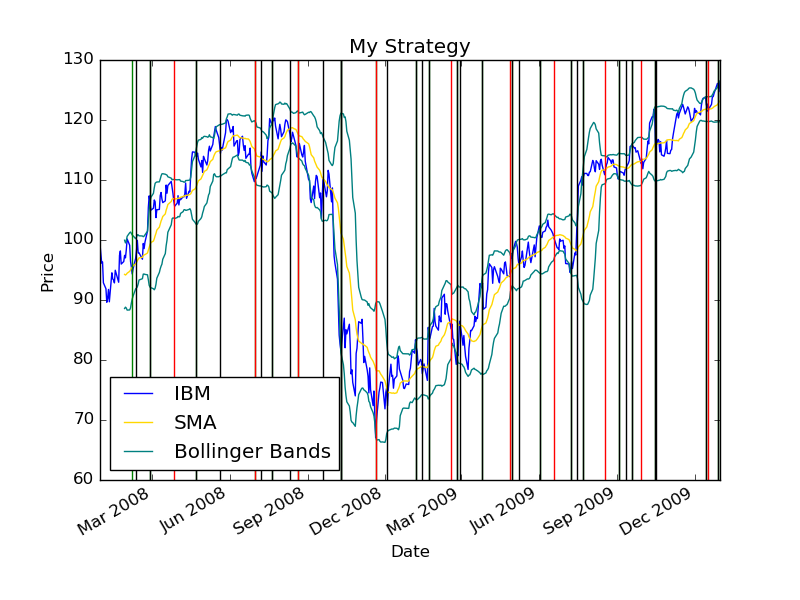 My Strategy
130
120
110
100
90
80
70
60
Price
IBM
SMA
Bollinger Bands
Mar 2008
Jun 2008
Sep 2008
Dec 2008
Mar 2009
Jun 2009
Sep 2009
Dec 2009
Date